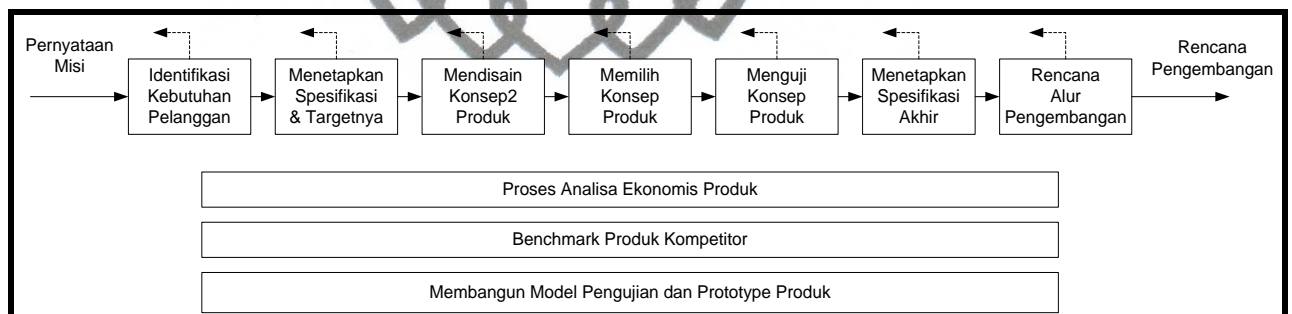 Pernyataan
Misi
Identifikasi
Kebutuhan
Pelanggan
Menetapkan
Spesifikasi
& Targetnya
Mendisain
Konsep2
Produk
Memilih
Konsep
Produk
Menguji
Konsep
Produk
Menetapkan
Spesifikasi
Akhir
Rencana
Alur
Pengembangan
Rencana
Pengembangan
Proses Analisa Ekonomis Produk
Benchmark Produk Kompetitor
Membangun Model Pengujian dan Prototype Produk